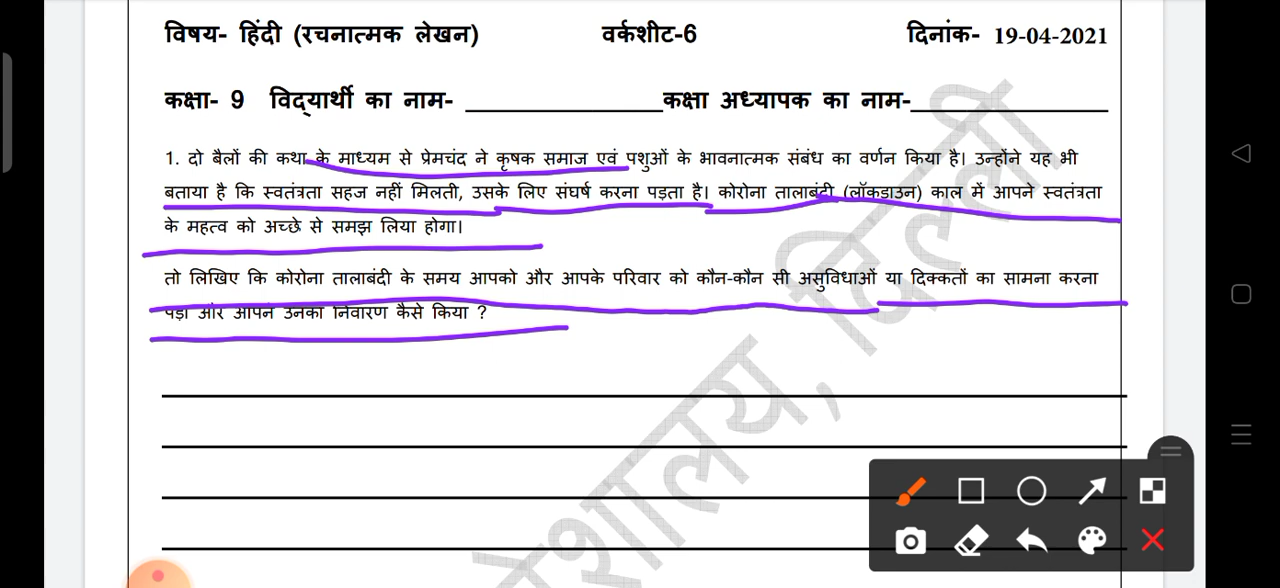 विषय- हिंदी (रचनात्मक लेखन) वर्कशीट-6 दिनांक- 19-04-2021
कक्षा- 9 विद्यार्थी का नाम- ______________कक्षा अध्यापक का नाम-______________
1. दो बैलों की कथा के माध्यम से प्रेमचंद ने कृषक समाज एवं पशुओं के भावनात्मक संबंध का वर्णन किया है। उन्होंने यह भी
बताया है कि स्वतंत्रता सहज नहीं मिलती, उसके लिए संघर्ष करना पड़ता है। कोरोना तालाबंदी (लॉकडाउन) काल में आपने स्वतंत्रता
के महत्व को अच्छे से समझ लिया होगा।
तो लिखिए कि कोरोना तालाबंदी के समय आपको और आपके परिवार को कौन-कौन सी असुविधाओं या दिक्कतों का सामना करना
पड़ा और आपने उनका निवारण कैसे किया ?
देशालय, दिल्ली